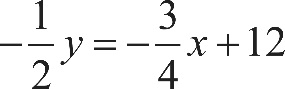 −1/2 y = −3/4 x + 12